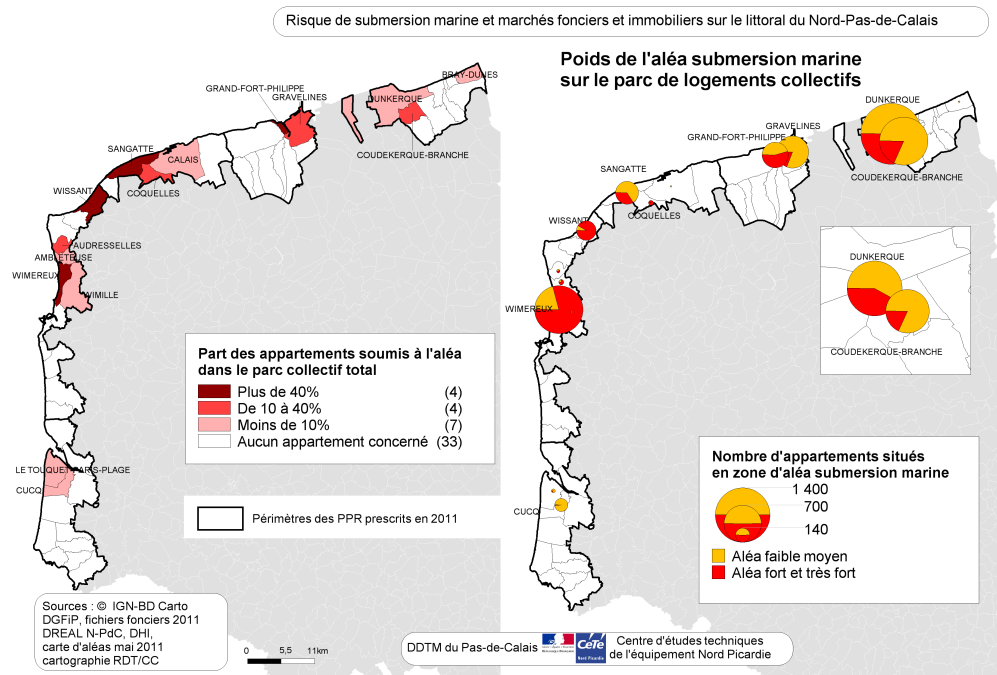 Risque de submersion marine et marchés fonciers et immobiliers sur le littoral du Nord-Pas-de-Calais
Poids de l'aléa submersion marine
sur le parc de logements collectifs
BRAY-DUNES
GRAND-FORT-PHILIPPE
GRAVELINES
DUNKERQUE
COUDEKERQUE-BRANCHE
SANGATTE
CALAIS
COQUELLES
WISSANT
AUDRESSELLES
AMBLETEUSE
WIMEREUX
WIMILLE
LE TOUQUET-PARIS-PLAGE
CUCQ
Part des appartements soumis à l'aléa
dans le parc collectif total
Plus de 40% (4)
De 10 à 40% (4)
Moins de 10% (7)
Aucun appartement concerné (33)
Périmètres des PPR prescrits en 2011
DUNKERQUE
GRAVELINES
GRAND-FORT-PHILIPPE
COUDEKERQUE-BRANCHE
SANGATTE
COQUELLES
WISSANT
WIMEREUX
CUCQ
DUNKERQUE
COUDEKERQUE-BRANCHE
Nombre d'appartements situés
en zone d'aléa submersion marine
1 400
700
140
Aléa faible moyen
Aléa fort et très fort
Sources : © IGN-BD Carto
DGFiP, fichiers fonciers 2011
DREAL N-PdC, DHI,
carte d'aléas mai 2011
cartographie RDT/CC
0 5,5 11km
DDTM du Pas-de-Calais
CeTe
Nord Picardie
Centre d'études techniques
de l'équipement Nord Picardie